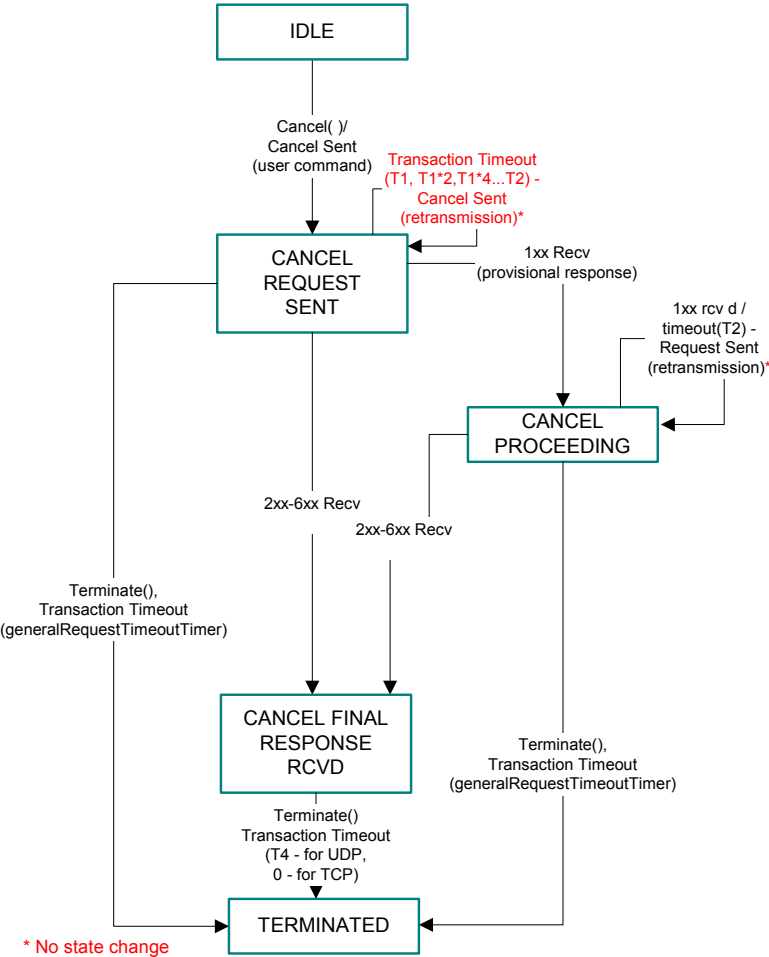 IDLE
Cancel( )/
Cancel Sent
(user command)
Transaction Timeout
(T1, T1*2,T1*4...T2) -
Cancel Sent
(retransmission)*
CANCEL
REQUEST
SENT
1xx Recv
(provisional response)
1xx rcv d /
timeout(T2) -
Request Sent
(retransmission)*
CANCEL
PROCEEDING
2xx-6xx Recv
2xx-6xx Recv
Terminate(),
Transaction Timeout
(generalRequestTimeoutTimer)
CANCEL FINAL
RESPONSE
RCVD
Terminate(),
Transaction Timeout
(generalRequestTimeoutTimer)
Terminate()
Transaction Timeout
(T4 - for UDP,
0 - for TCP)
TERMINATED
* No state change